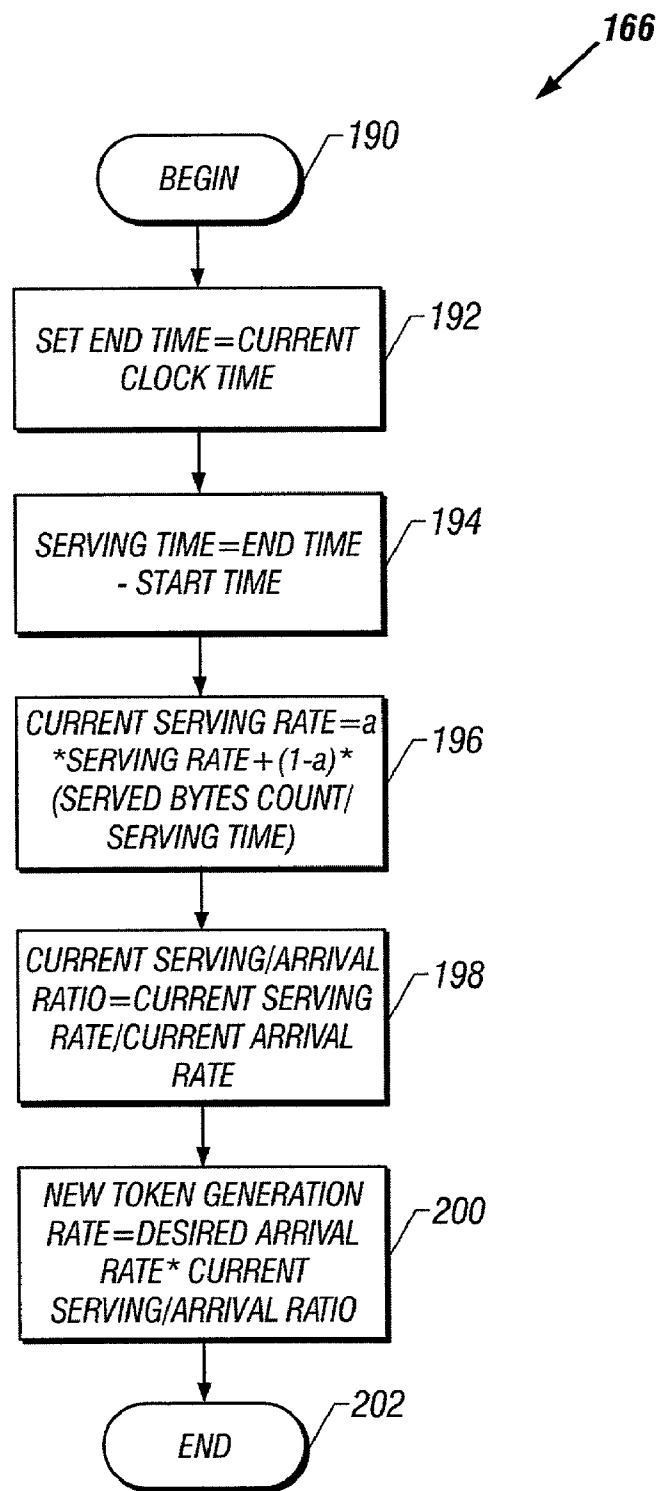 166
BEGIN
190
SET END TIME=CURRENT
CLOCK TIME
192
SERVING TIME=END TIME
- START TIME
194
CURRENT SERVING RATE=a
*SERVING RATE+(1-a)*
(SERVED BYTES COUNT/
SERVING TIME)
196
CURRENT SERVING/ARRIVAL
RATIO=CURRENT SERVING
RATE/CURRENT ARRIVAL
RATE
198
NEW TOKEN GENERATION
RATE=DESIRED ARRIVAL
RATE* CURRENT
SERVING/ARRIVAL RATIO
200
END
202